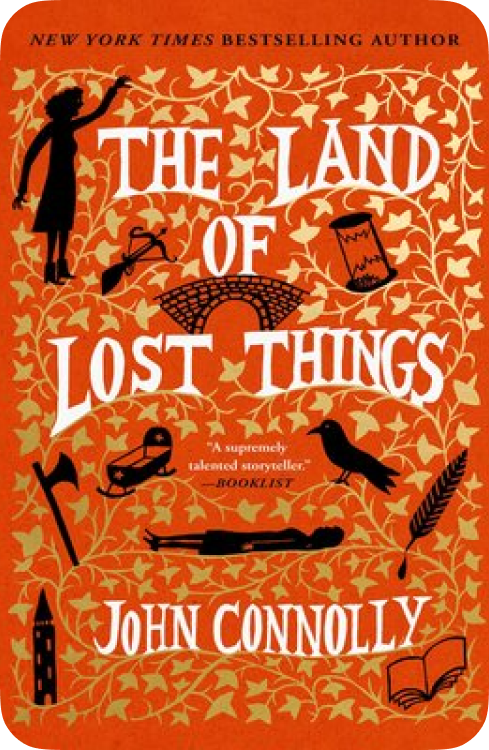 NEW YORK TIMES BESTSELLING AUTHOR
THE LAND
OF
LOST THINGS
"A supremely
talented storyteller."
—BOOKLIST
JOHN CONNOLLY